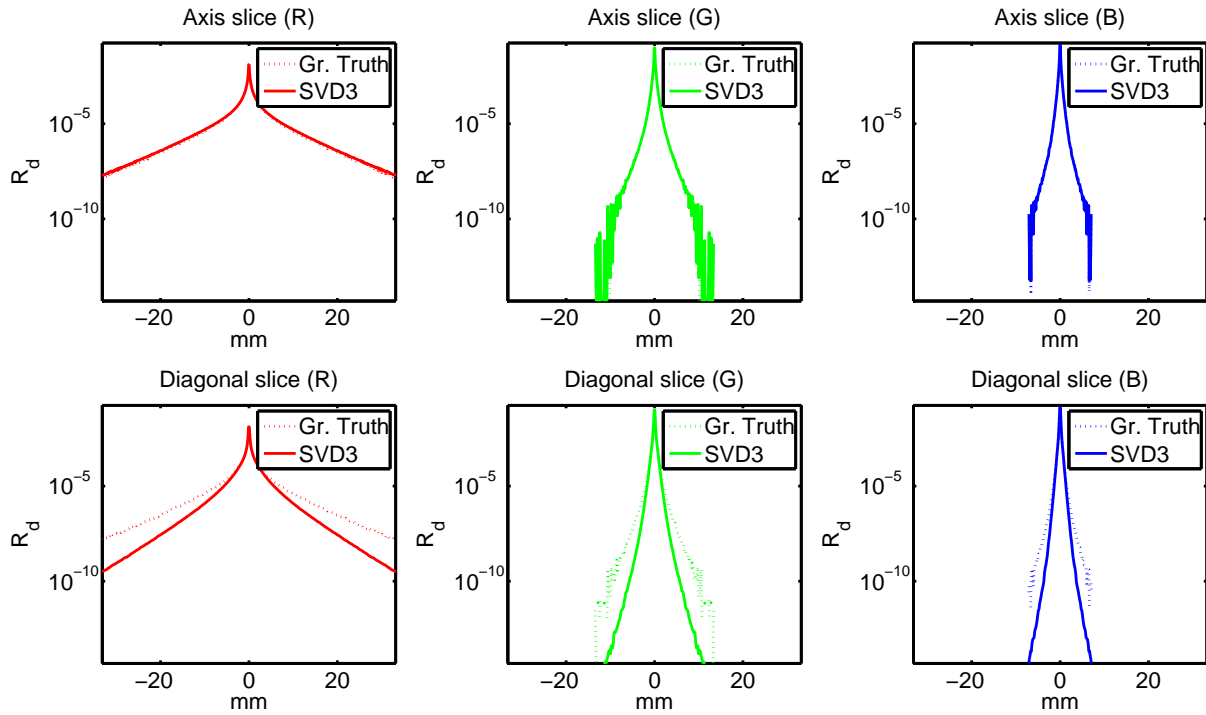 Axis slice (R)
Gr. Truth
SVD3
10−5
10−10
R_d
−20 0 20
mm
Axis slice (G)
Gr. Truth
SVD3
10−5
10−10
R_d
−20 0 20
mm
Axis slice (B)
Gr. Truth
SVD3
10−5
10−10
R_d
−20 0 20
mm
Diagonal slice (R)
Gr. Truth
SVD3
10−5
10−10
R_d
−20 0 20
mm
Diagonal slice (G)
Gr. Truth
SVD3
10−5
10−10
R_d
−20 0 20
mm
Diagonal slice (B)
Gr. Truth
SVD3
10−5
10−10
R_d
−20 0 20
mm